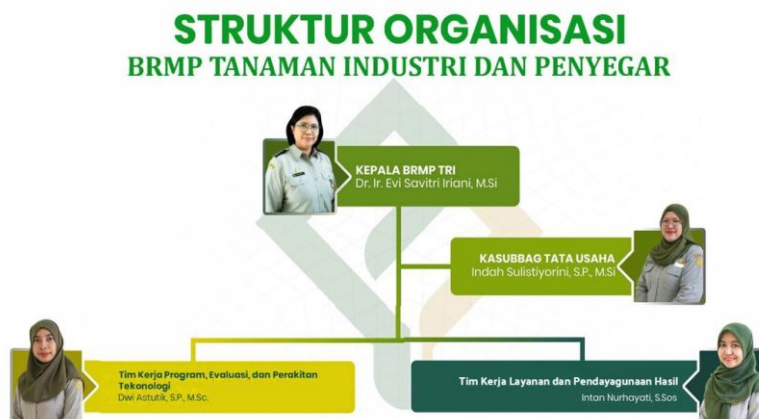 STRUKTUR ORGANISASI
BRMP TANAMAN INDUSTRI DAN PENYEGAR
KEPALA BRMP TRI
Dr. Ir. Evi Savitri Iriani, M.Si
KASUBBAG TATA USAHA
Indah Sulistiyorini, S.P., M.Si
Tim Kerja Program, Evaluasi, dan Perakitan
Tekonologi
Dwi Astutik, S.P., M.Sc.
Tim Kerja Layanan dan Pendayagunaan Hasil
Intan Nurhayati, S.Sos